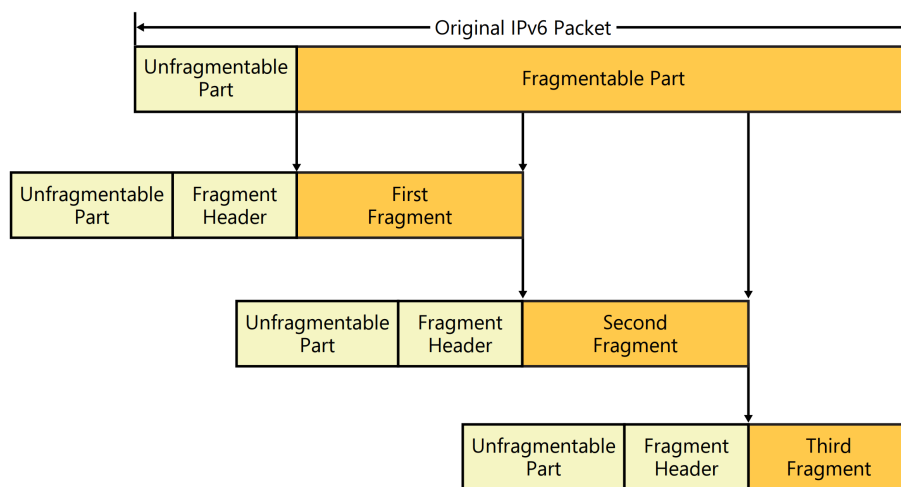 Original IPv6 Packet
Unfragmentable
Part
Fragmentable Part
Unfragmentable
Part
Fragment
Header
First
Fragment
Unfragmentable
Part
Fragment
Header
Second
Fragment
Unfragmentable
Part
Fragment
Header
Third
Fragment